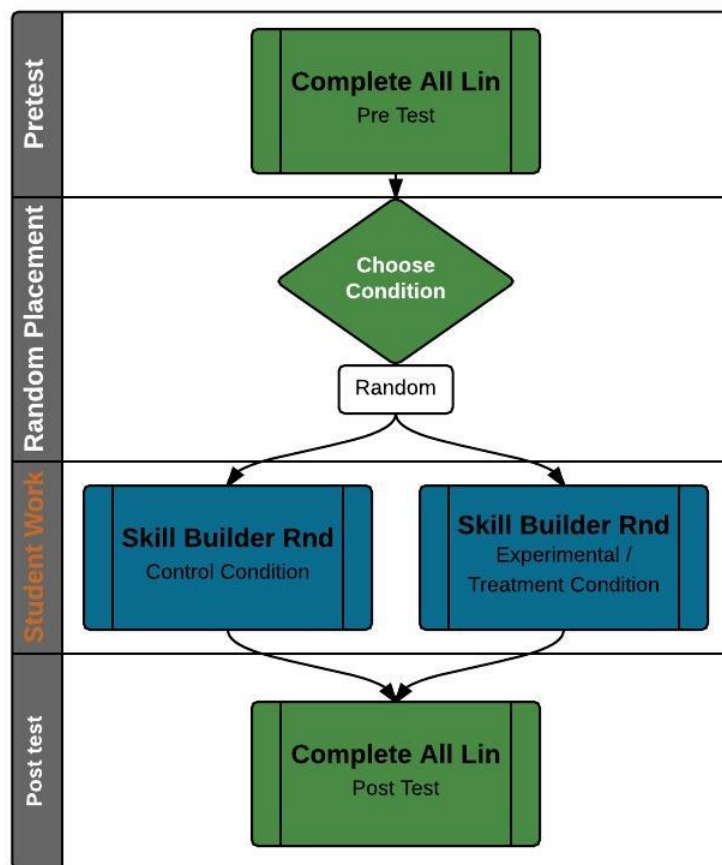 Pretest
Complete All Lin
Pre Test
Random Placement
Choose
Condition
Random
Student Work
Skill Builder Rnd
Control Condition
Skill Builder Rnd
Experimental /
Treatment Condition
Post test
Complete All Lin
Post Test